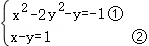 x²-2y²-y=-1①
x-y=1 ②